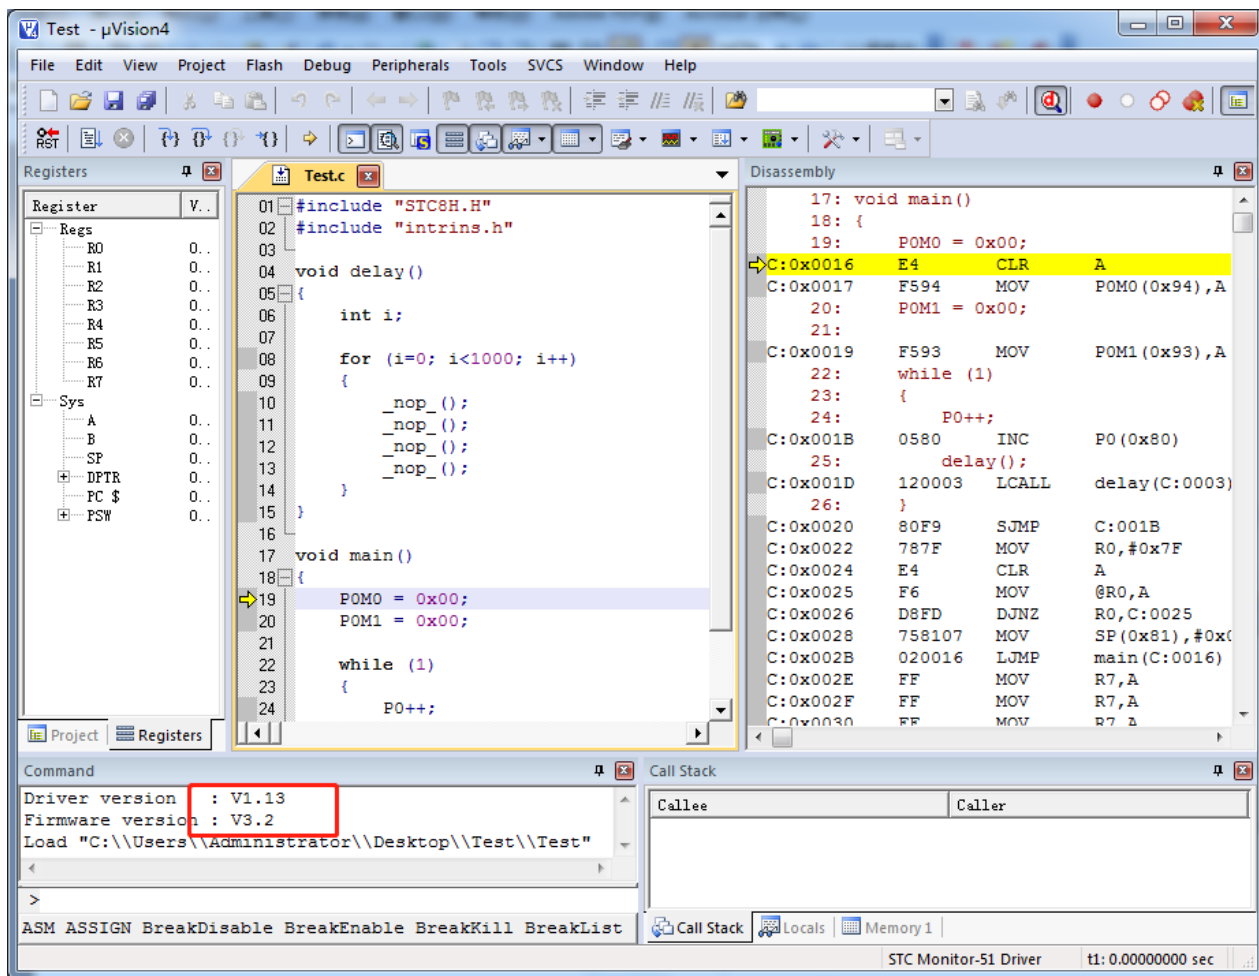 Test - µVision4
File Edit View Project Flash Debug Peripherals Tools SVCS Window Help
RST
Registers
Register V..
Regs
R0 0..
R1 0..
R2 0..
R3 0..
R4 0..
R5 0..
R6 0..
R7 0..
Sys
A 0..
B 0..
SP 0..
DPTR 0..
PC $ 0..
PSW 0..
Project Registers
Test.c
01 #include "STC8H.H"
02 #include "intrins.h"
03
04 void delay()
05 {
06 int i;
07
08 for (i=0; i<1000; i++)
09 {
10 _nop_();
11 _nop_();
12 _nop_();
13 _nop_();
14 }
15 }
16
17 void main()
18 {
19 P0M0 = 0x00;
20 P0M1 = 0x00;
21
22 while (1)
23 {
24 P0++;
Disassembly
17: void main()
18: {
19: P0M0 = 0x00;
C:0x0016 E4 CLR A
C:0x0017 F594 MOV P0M0(0x94),A
20: P0M1 = 0x00;
21:
C:0x0019 F593 MOV P0M1(0x93),A
22: while (1)
23: {
24: P0++;
C:0x001B 0580 INC P0(0x80)
25: delay();
C:0x001D 120003 LCALL delay(C:0003)
26: }
C:0x0020 80F9 SJMP C:001B
C:0x0022 787F MOV R0,#0x7F
C:0x0024 E4 CLR A
C:0x0025 F6 MOV @R0,A
C:0x0026 D8FD DJNZ R0,C:0025
C:0x0028 758107 MOV SP(0x81),#0x0
C:0x002B 020016 LJMP main(C:0016)
C:0x002E FF MOV R7,A
C:0x002F FF MOV R7,A
C:0x0030 FF MOV R7,A
Command
Driver version : V1.13
Firmware version : V3.2
Load "C:\\Users\\Administrator\\Desktop\\Test\\Test"
>
ASM ASSIGN BreakDisable BreakEnable BreakKill BreakList
Call Stack
Callee Caller
Call Stack Locals Memory 1
STC Monitor-51 Driver t1: 0.00000000 sec